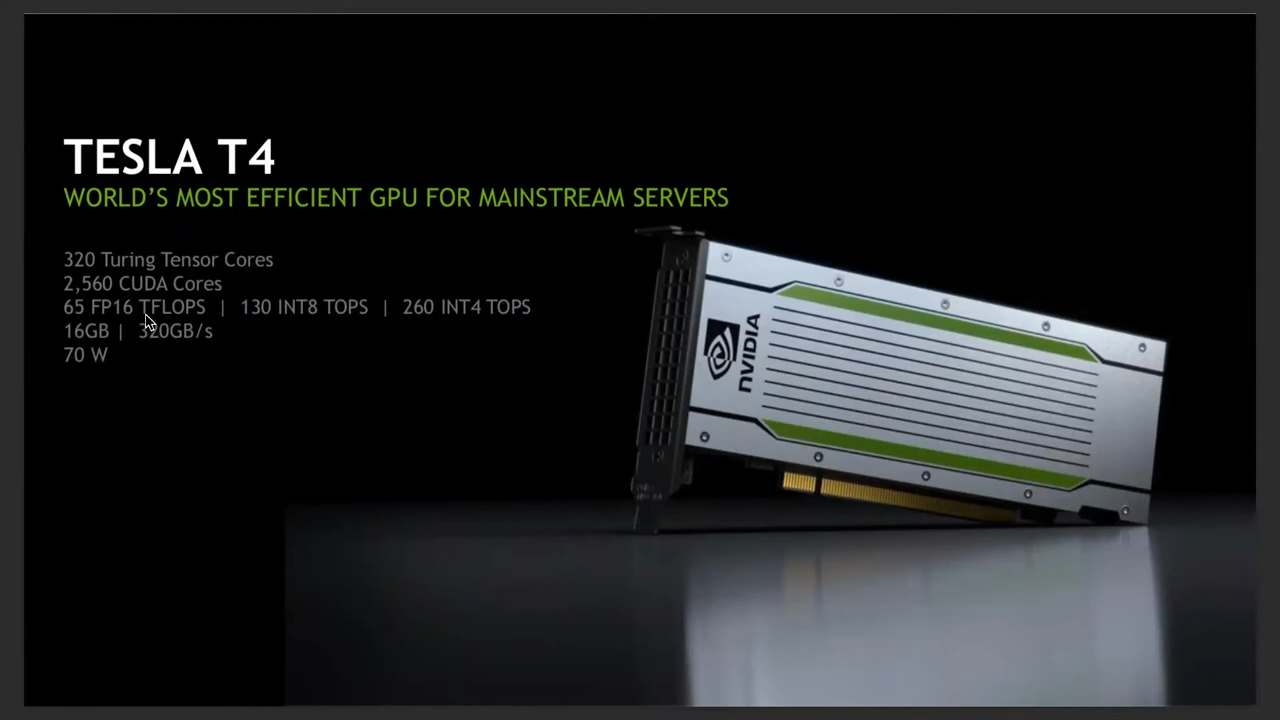 TESLA T4
WORLD’S MOST EFFICIENT GPU FOR MAINSTREAM SERVERS
320 Turing Tensor Cores
2,560 CUDA Cores
65 FP16 TFLOPS | 130 INT8 TOPS | 260 INT4 TOPS
16GB | 320GB/s
70 W
NVIDIA